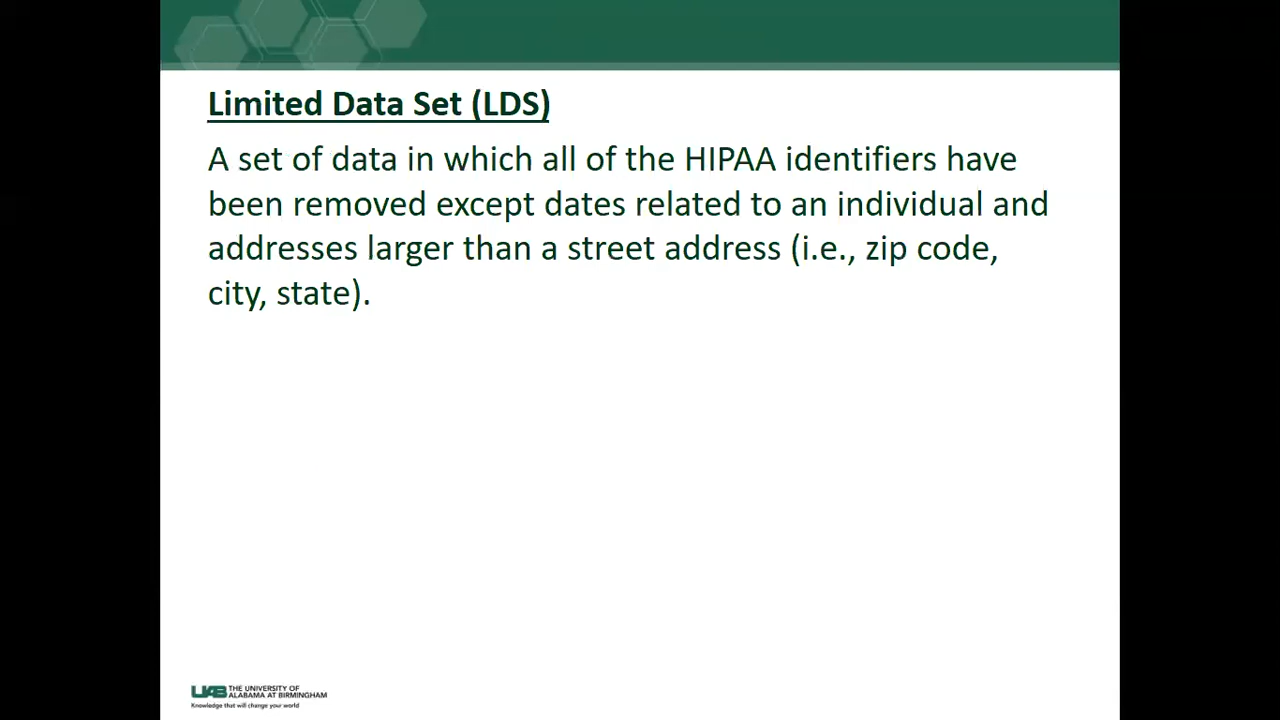 Limited Data Set (LDS)
A set of data in which all of the HIPAA identifiers have
been removed except dates related to an individual and
addresses larger than a street address (i.e., zip code,
city, state).
UAB THE UNIVERSITY OF
ALABAMA AT BIRMINGHAM
Knowledge that will change your world